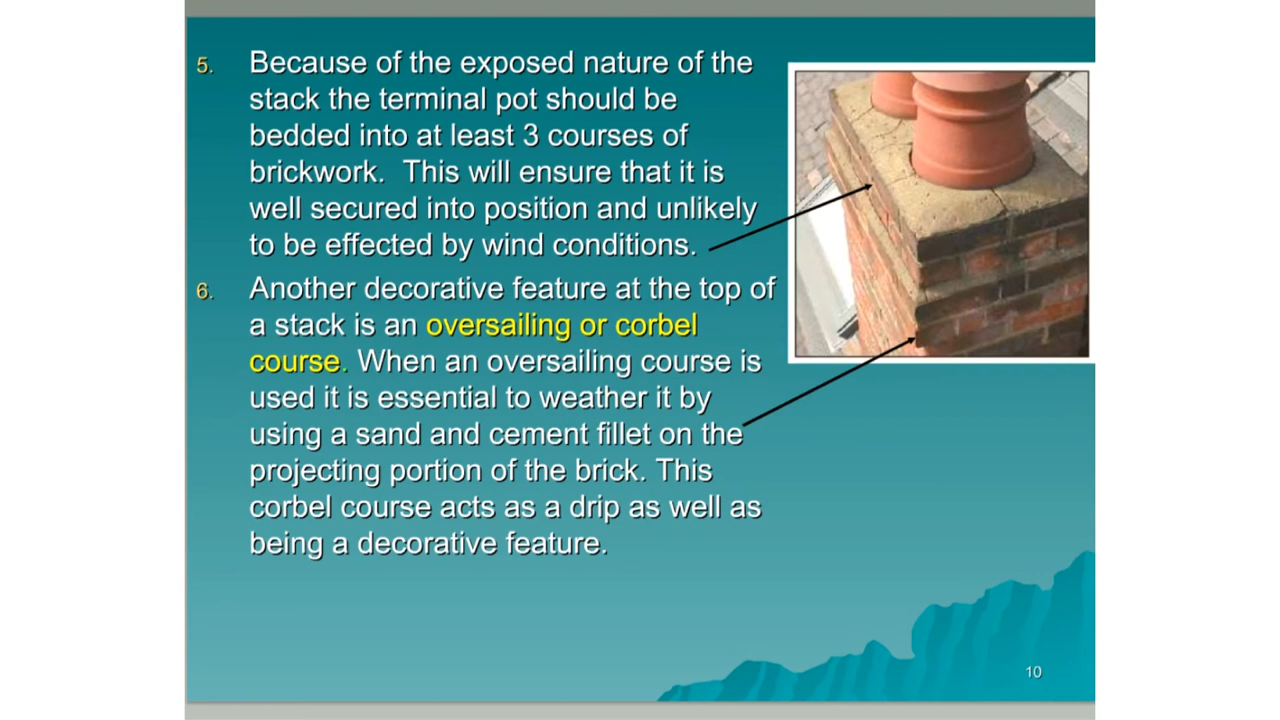 5. Because of the exposed nature of the
stack the terminal pot should be
bedded into at least 3 courses of
brickwork.  This will ensure that it is
well secured into position and unlikely
to be effected by wind conditions.
6. Another decorative feature at the top of
a stack is an oversailing or corbel
course. When an oversailing course is
used it is essential to weather it by
using a sand and cement fillet on the
projecting portion of the brick. This
corbel course acts as a drip as well as
being a decorative feature.
10